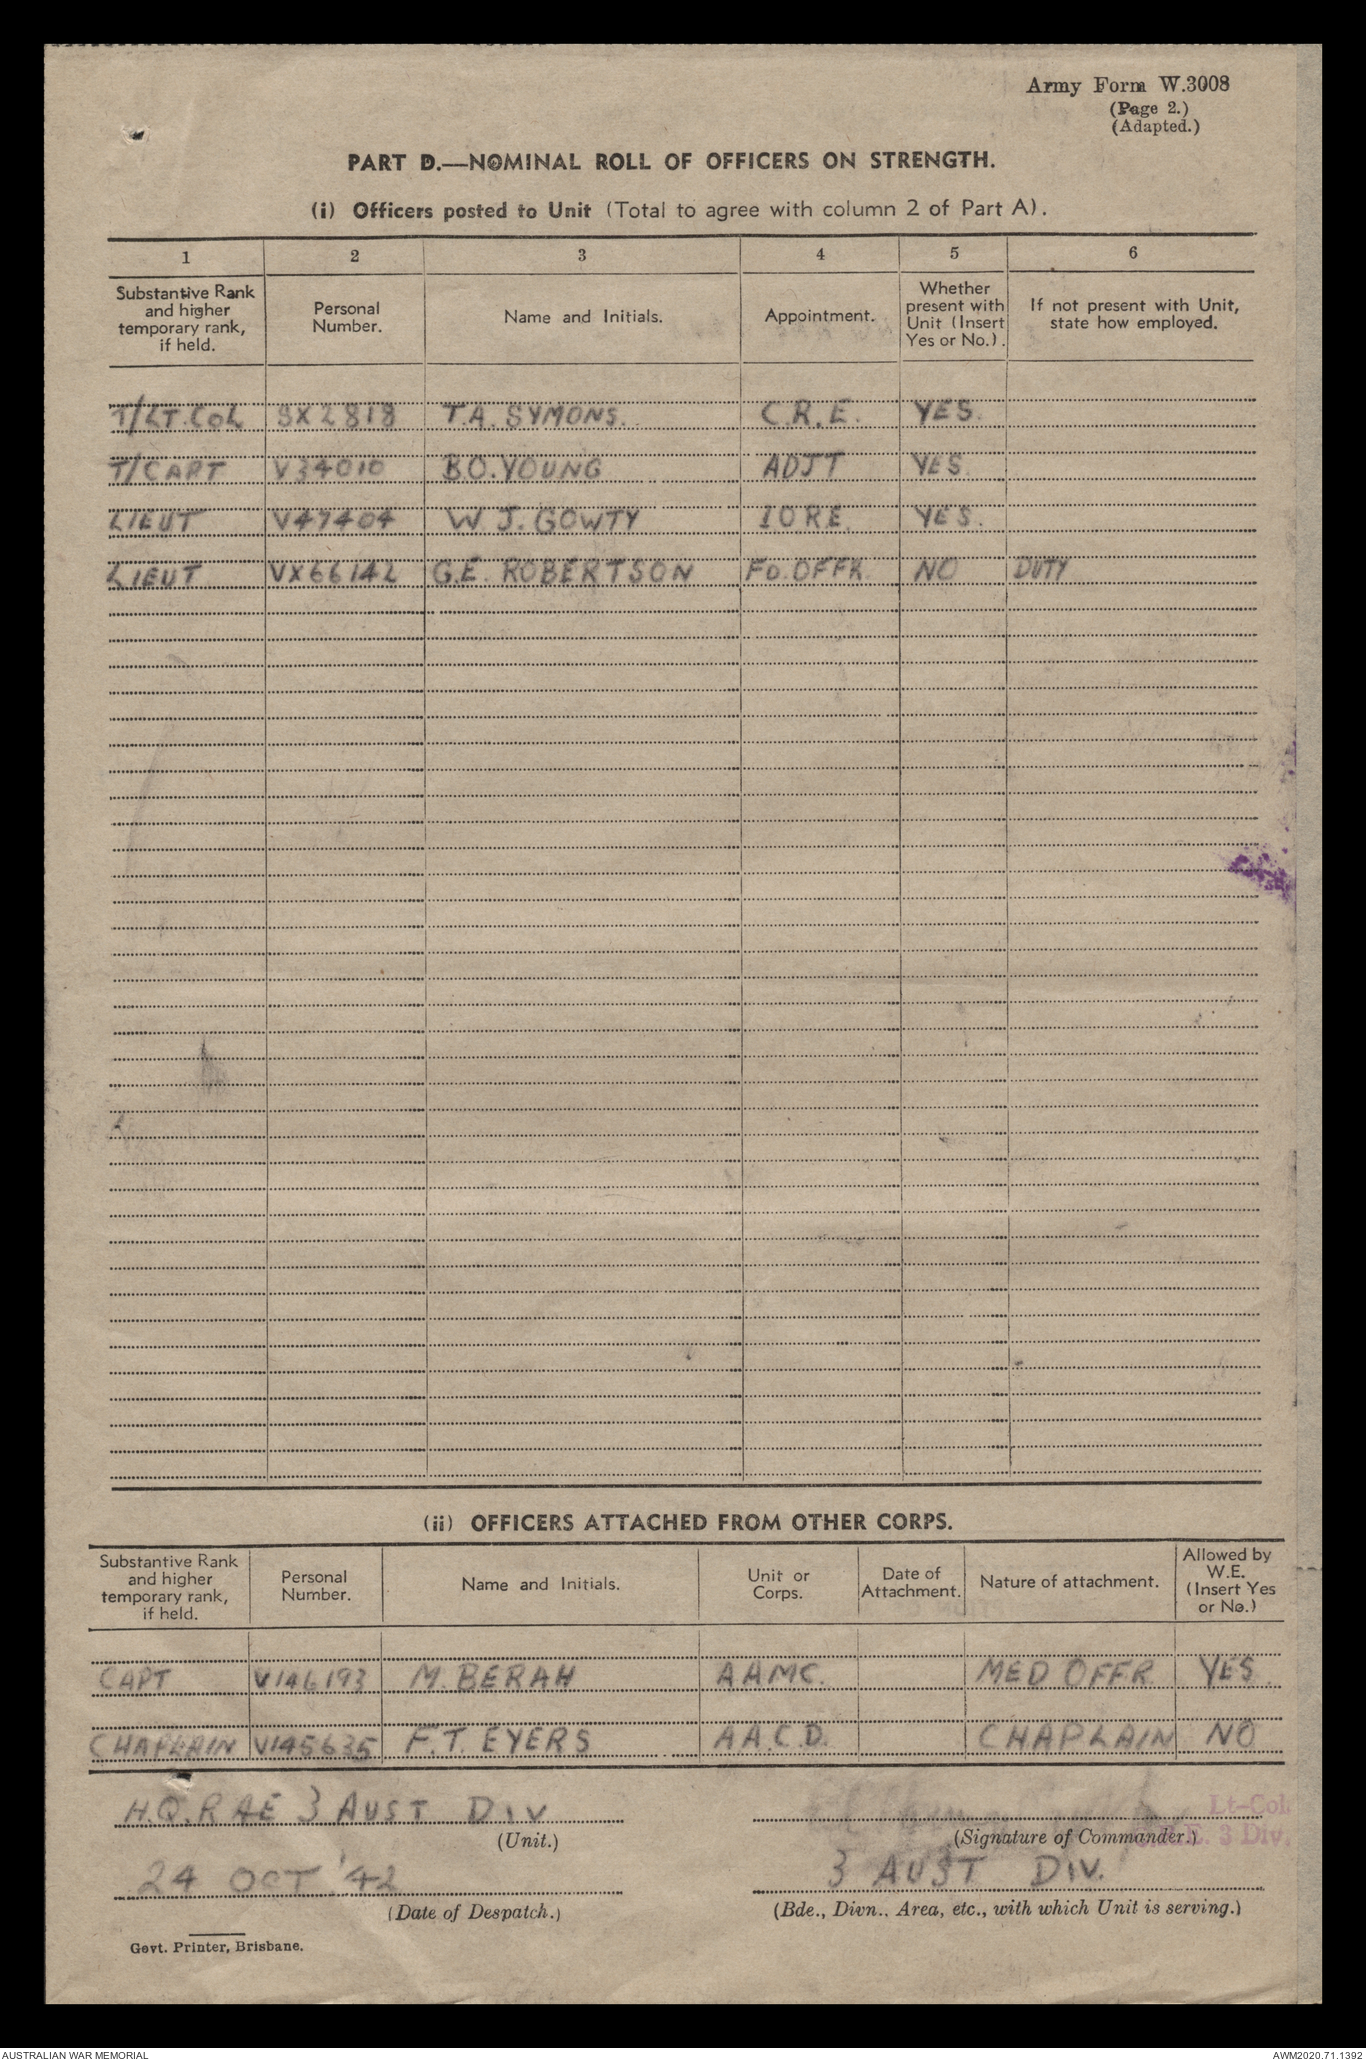 Army Form W.3008
(Page 2.)
(Adapted.)
PART D.—NOMINAL ROLL OF OFFICERS ON STRENGTH.
(i) Officers posted to Unit (Total to agree with column 2 of Part A).
1 2 3 4 5 6
Substantive Rank and higher temporary rank, if held. Personal Number. Name and Initials. Appointment. Whether present with Unit (Insert Yes or No.). If not present with Unit, state how employed.
T/LT.COL SX2818 T.A. SYMONS. C.R.E. YES.
T/CAPT V34010 B.O. YOUNG ADJT YES.
LIEUT V47404 W. J. GOWTY IORE YES.
LIEUT VX66142 G.E. ROBERTSON FD. OFFR. NO DUTY
(ii) OFFICERS ATTACHED FROM OTHER CORPS.
Substantive Rank and higher temporary rank, if held. Personal Number. Name and Initials. Unit or Corps. Date of Attachment. Nature of attachment. Allowed by W.E. (Insert Yes or No.)
CAPT V146193 M. BERAH AAMC. MED OFFR YES.
CHAPLAIN V145635 F.T. EYERS AA.C.D. CHAPLAIN NO
H.Q. RAE 3 AUST DIV
(Unit.)
Lt-Col.
(Signature of Commander.)
3 Div.
24 OCT '42
(Date of Despatch.)
3 AUST DIV.
(Bde., Divn., Area, etc., with which Unit is serving.)
Govt. Printer, Brisbane.
AUSTRALIAN WAR MEMORIAL
AWM2020.71.1392